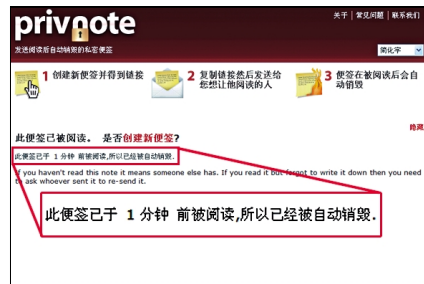 privnote
关于 | 常见问题 | 联系我们
发送阅读后自动销毁的私密便签
简化字
1 创建新便签并得到链接
2 复制链接然后发送给您想让他阅读的人
3 便签在被阅读后会自动销毁
隐藏
此便签已被阅读。 是否创建新便签?
此便签已于 1 分钟 前被阅读,所以已经被自动销毁.
If you haven't read this note it means someone else has. If you read it but forgot to write it down then you need
to ask whoever sent it to re-send it.
此便签已于 1 分钟 前被阅读,所以已经被自动销毁.